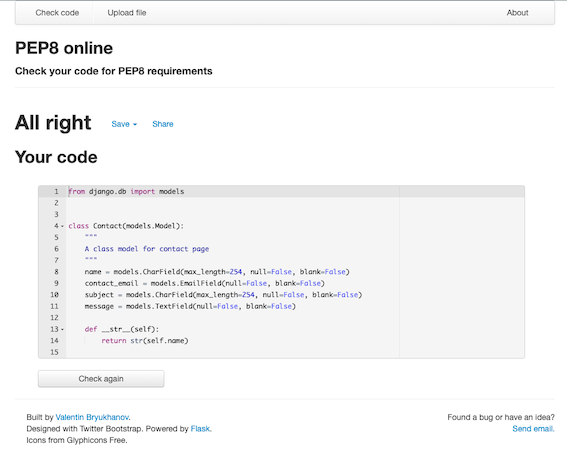 Check code Upload file About
PEP8 online
Check your code for PEP8 requirements
All right Save Share
Your code
1 from django.db import models
2
3
4 class Contact(models.Model):
5     """
6     A class model for contact page
7     """
8     name = models.CharField(max_length=254, null=False, blank=False)
9     contact_email = models.EmailField(null=False, blank=False)
10     subject = models.CharField(max_length=254, null=False, blank=False)
11     message = models.TextField(null=False, blank=False)
12
13     def __str__(self):
14         return str(self.name)
15
Check again
Built by Valentin Bryukhanov. Found a bug or have an idea?
Designed with Twitter Bootstrap. Powered by Flask. Send email.
Icons from Glyphicons Free.